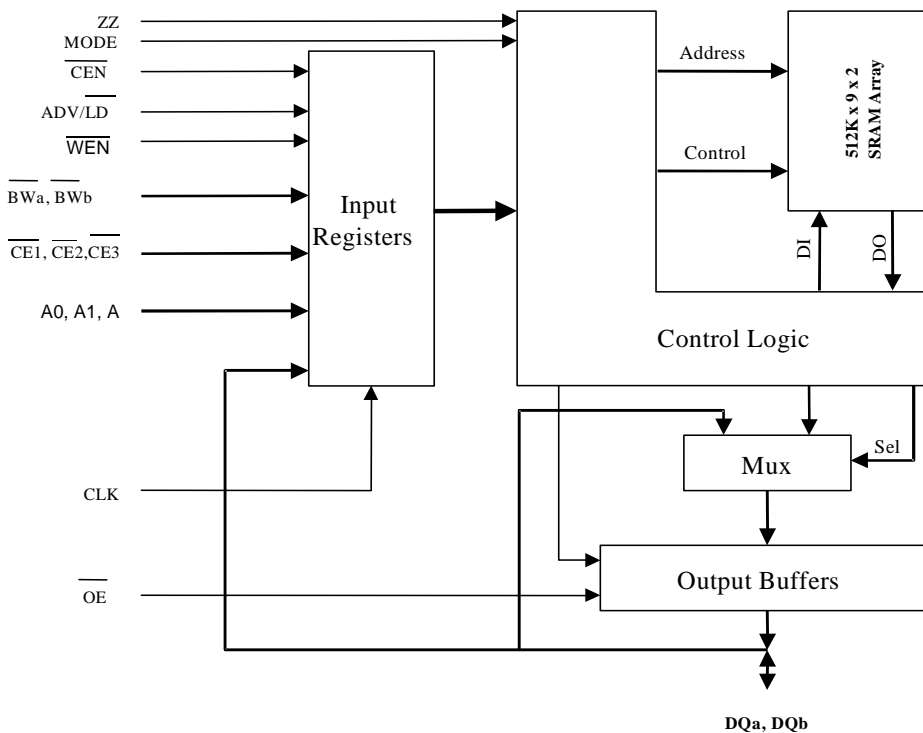 ZZ
MODE
CEN
ADV/LD
WEN
BWa, BWb
CE1, CE2,CE3
A0, A1, A
CLK
OE
Input
Registers
Address
Control
512K x 9 x 2
SRAM Array
DI
DO
Control Logic
Sel
Mux
Output Buffers
DQa, DQb